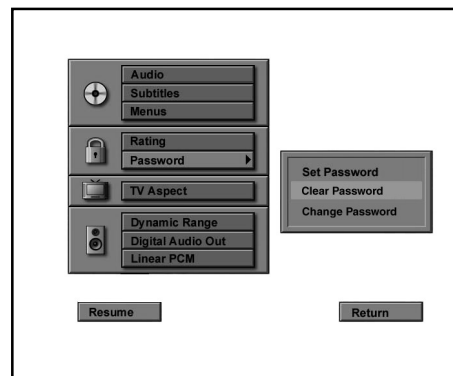 Audio
Subtitles
Menus
Rating
Password
TV Aspect
Dynamic Range
Digital Audio Out
Linear PCM
Set Password
Clear Password
Change Password
Resume
Return